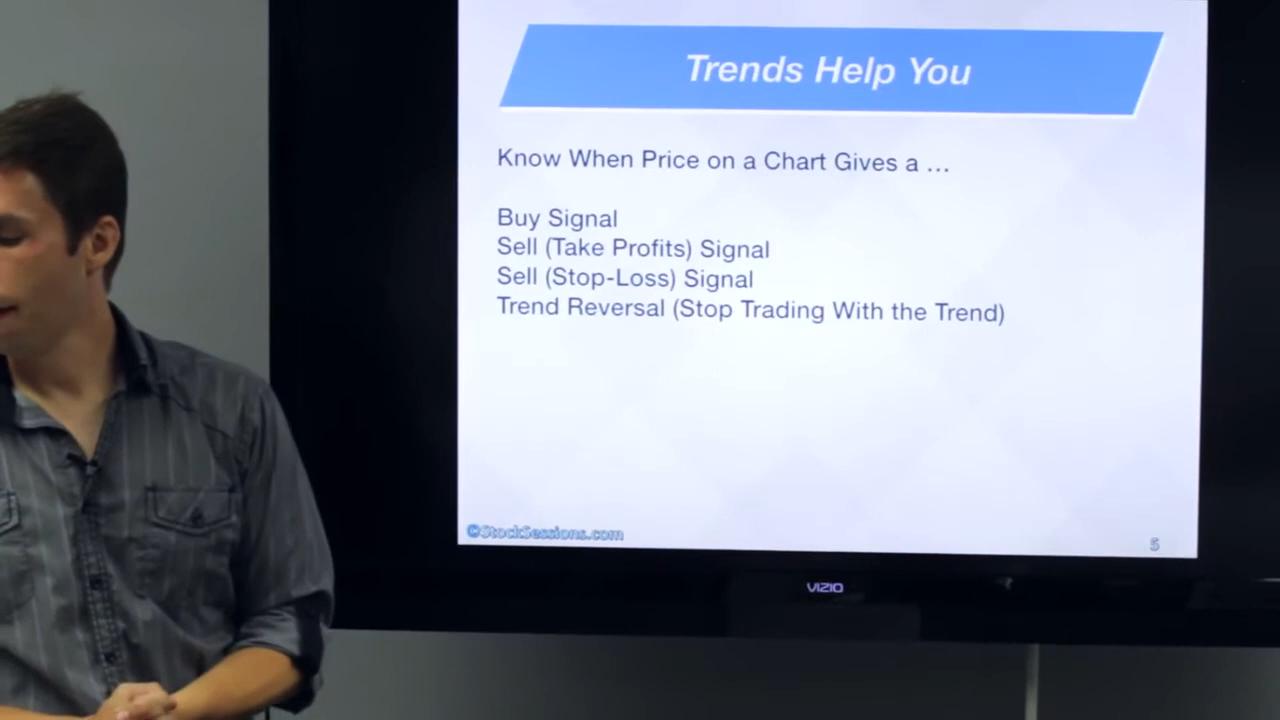 Trends Help You
Know When Price on a Chart Gives a ...
Buy Signal
Sell (Take Profits) Signal
Sell (Stop-Loss) Signal
Trend Reversal (Stop Trading With the Trend)
©StockSessions.com
5
VIZIO